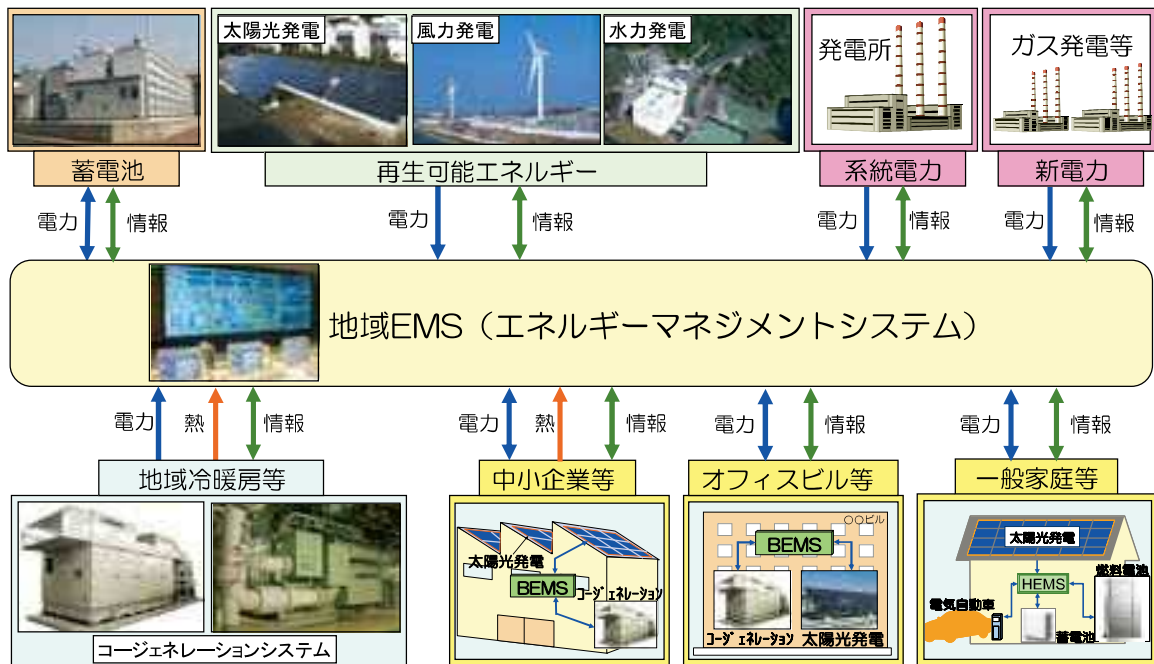 太陽光発電
風力発電
水力発電
発電所
ガス発電等
蓄電池
再生可能エネルギー
系統電力
新電力
電力
情報
電力
情報
電力
情報
電力
情報
地域EMS（エネルギーマネジメントシステム）
電力
熱
情報
電力
熱
情報
電力
情報
電力
情報
地域冷暖房等
中小企業等
オフィスビル等
一般家庭等
コージェネレーションシステム
太陽光発電
BEMS
コージェネレーション
〇〇ビル
BEMS
コージェネレーション
太陽光発電
太陽光発電
燃料電池
HEMS
電気自動車
蓄電池